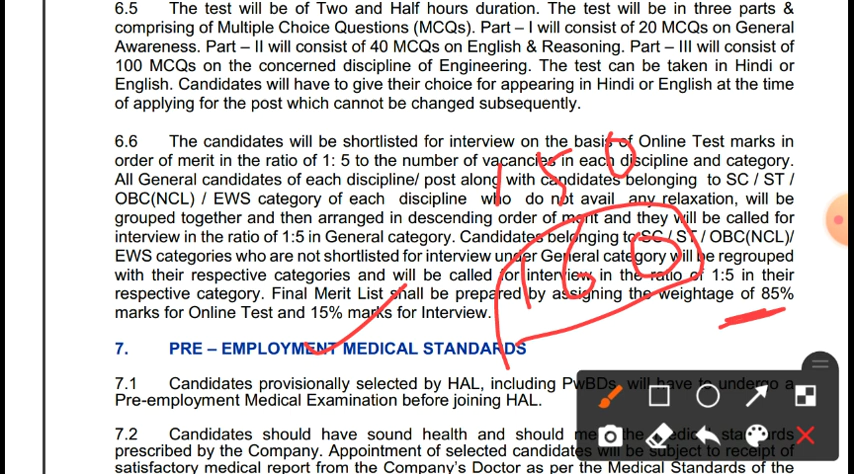 6.5 The test will be of Two and Half hours duration. The test will be in three parts &
comprising of Multiple Choice Questions (MCQs). Part – I will consist of 20 MCQs on General
Awareness. Part – II will consist of 40 MCQs on English & Reasoning. Part – III will consist of
100 MCQs on the concerned discipline of Engineering. The test can be taken in Hindi or
English. Candidates will have to give their choice for appearing in Hindi or English at the time
of applying for the post which cannot be changed subsequently.
6.6 The candidates will be shortlisted for interview on the basis of Online Test marks in
order of merit in the ratio of 1: 5 to the number of vacancies in each discipline and category.
All General candidates of each discipline/ post along with candidates belonging to SC / ST /
OBC(NCL) / EWS category of each discipline who do not avail any relaxation, will be
grouped together and then arranged in descending order of merit and they will be called for
interview in the ratio of 1:5 in General category. Candidates belonging to SC / ST / OBC(NCL)/
EWS categories who are not shortlisted for interview under General category will be regrouped
with their respective categories and will be called for interview in the ratio of 1:5 in their
respective category. Final Merit List shall be prepared by assigning the weightage of 85%
marks for Online Test and 15% marks for Interview.
150
160
7. PRE – EMPLOYMENT MEDICAL STANDARDS
7.1 Candidates provisionally selected by HAL, including PwBDs, will have to undergo a
Pre-employment Medical Examination before joining HAL.
7.2 Candidates should have sound health and should standards
prescribed by the Company. Appointment of selected candidates will be subject to receipt of
satisfactory medical report from the Company's Doctor as per the Medical Standards of the